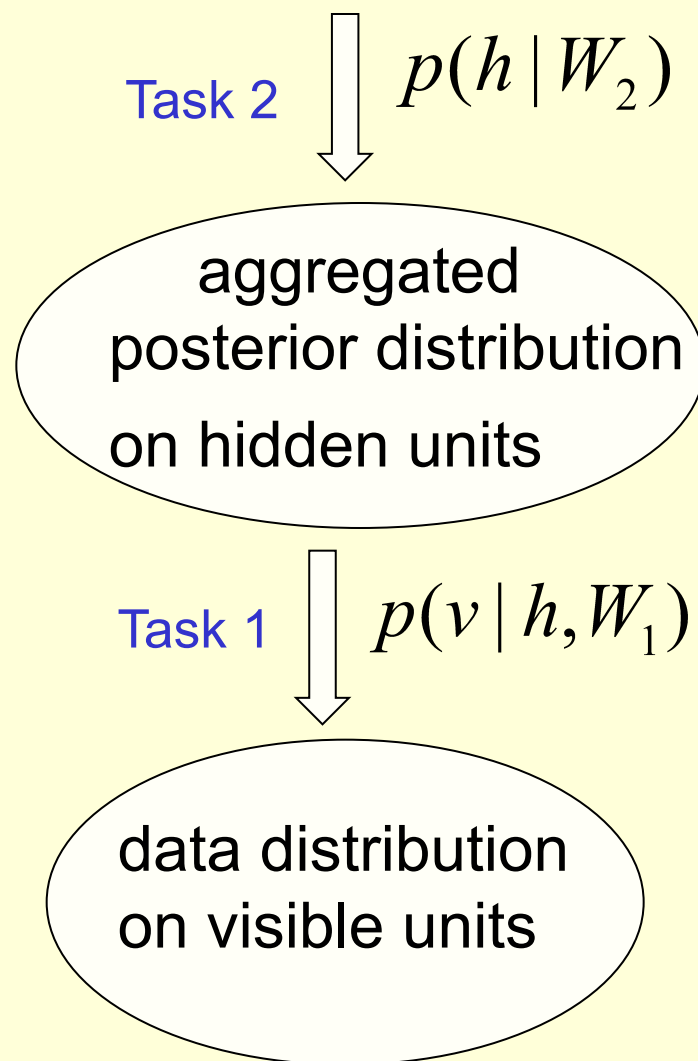 Task 2 p(h | W₂)
aggregated
posterior distribution
on hidden units
Task 1 p(v | h, W₁)
data distribution
on visible units